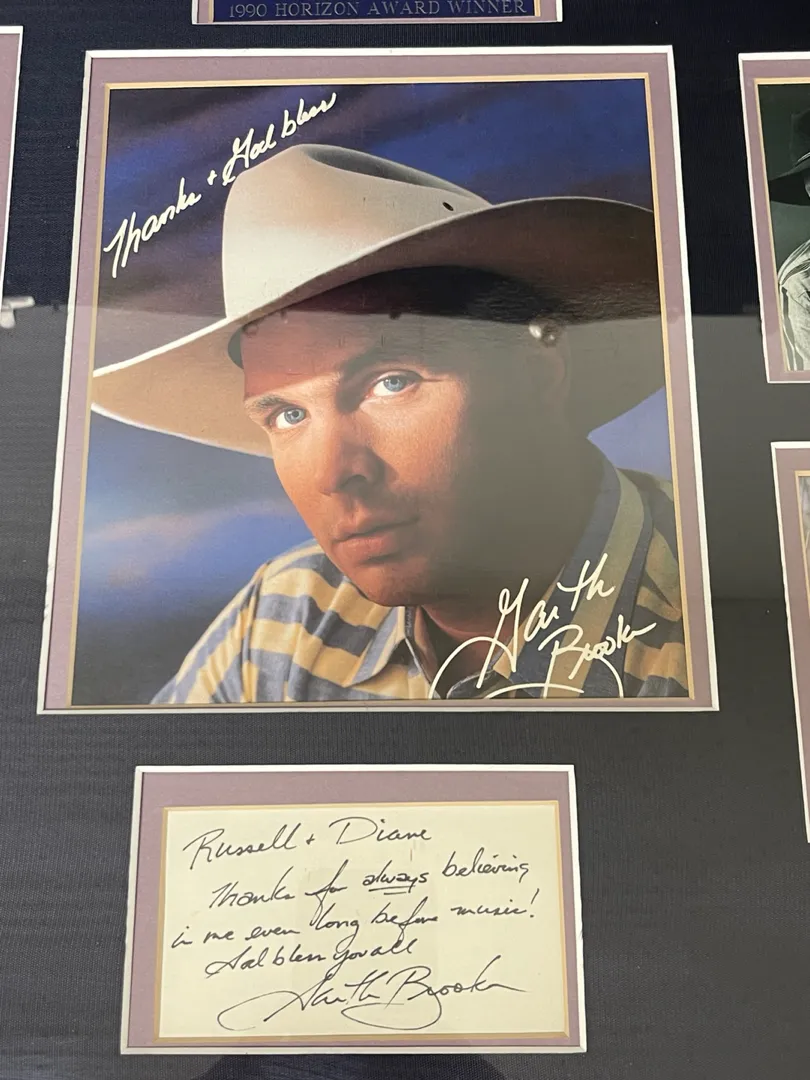 1990 HORIZON AWARD WINNER
Thanks + God bless
Garth
Brooks
Russell + Diane
Thanks for always believing
in me even long before music!
God bless you all
Garth Brooks